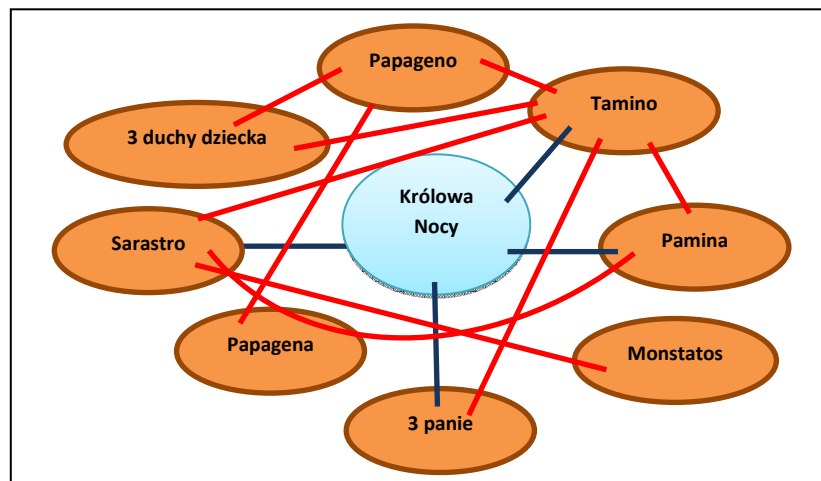 Papageno
Tamino
3 duchy dziecka
Królowa
Nocy
Sarastro
Pamina
Papagena
Monstatos
3 panie